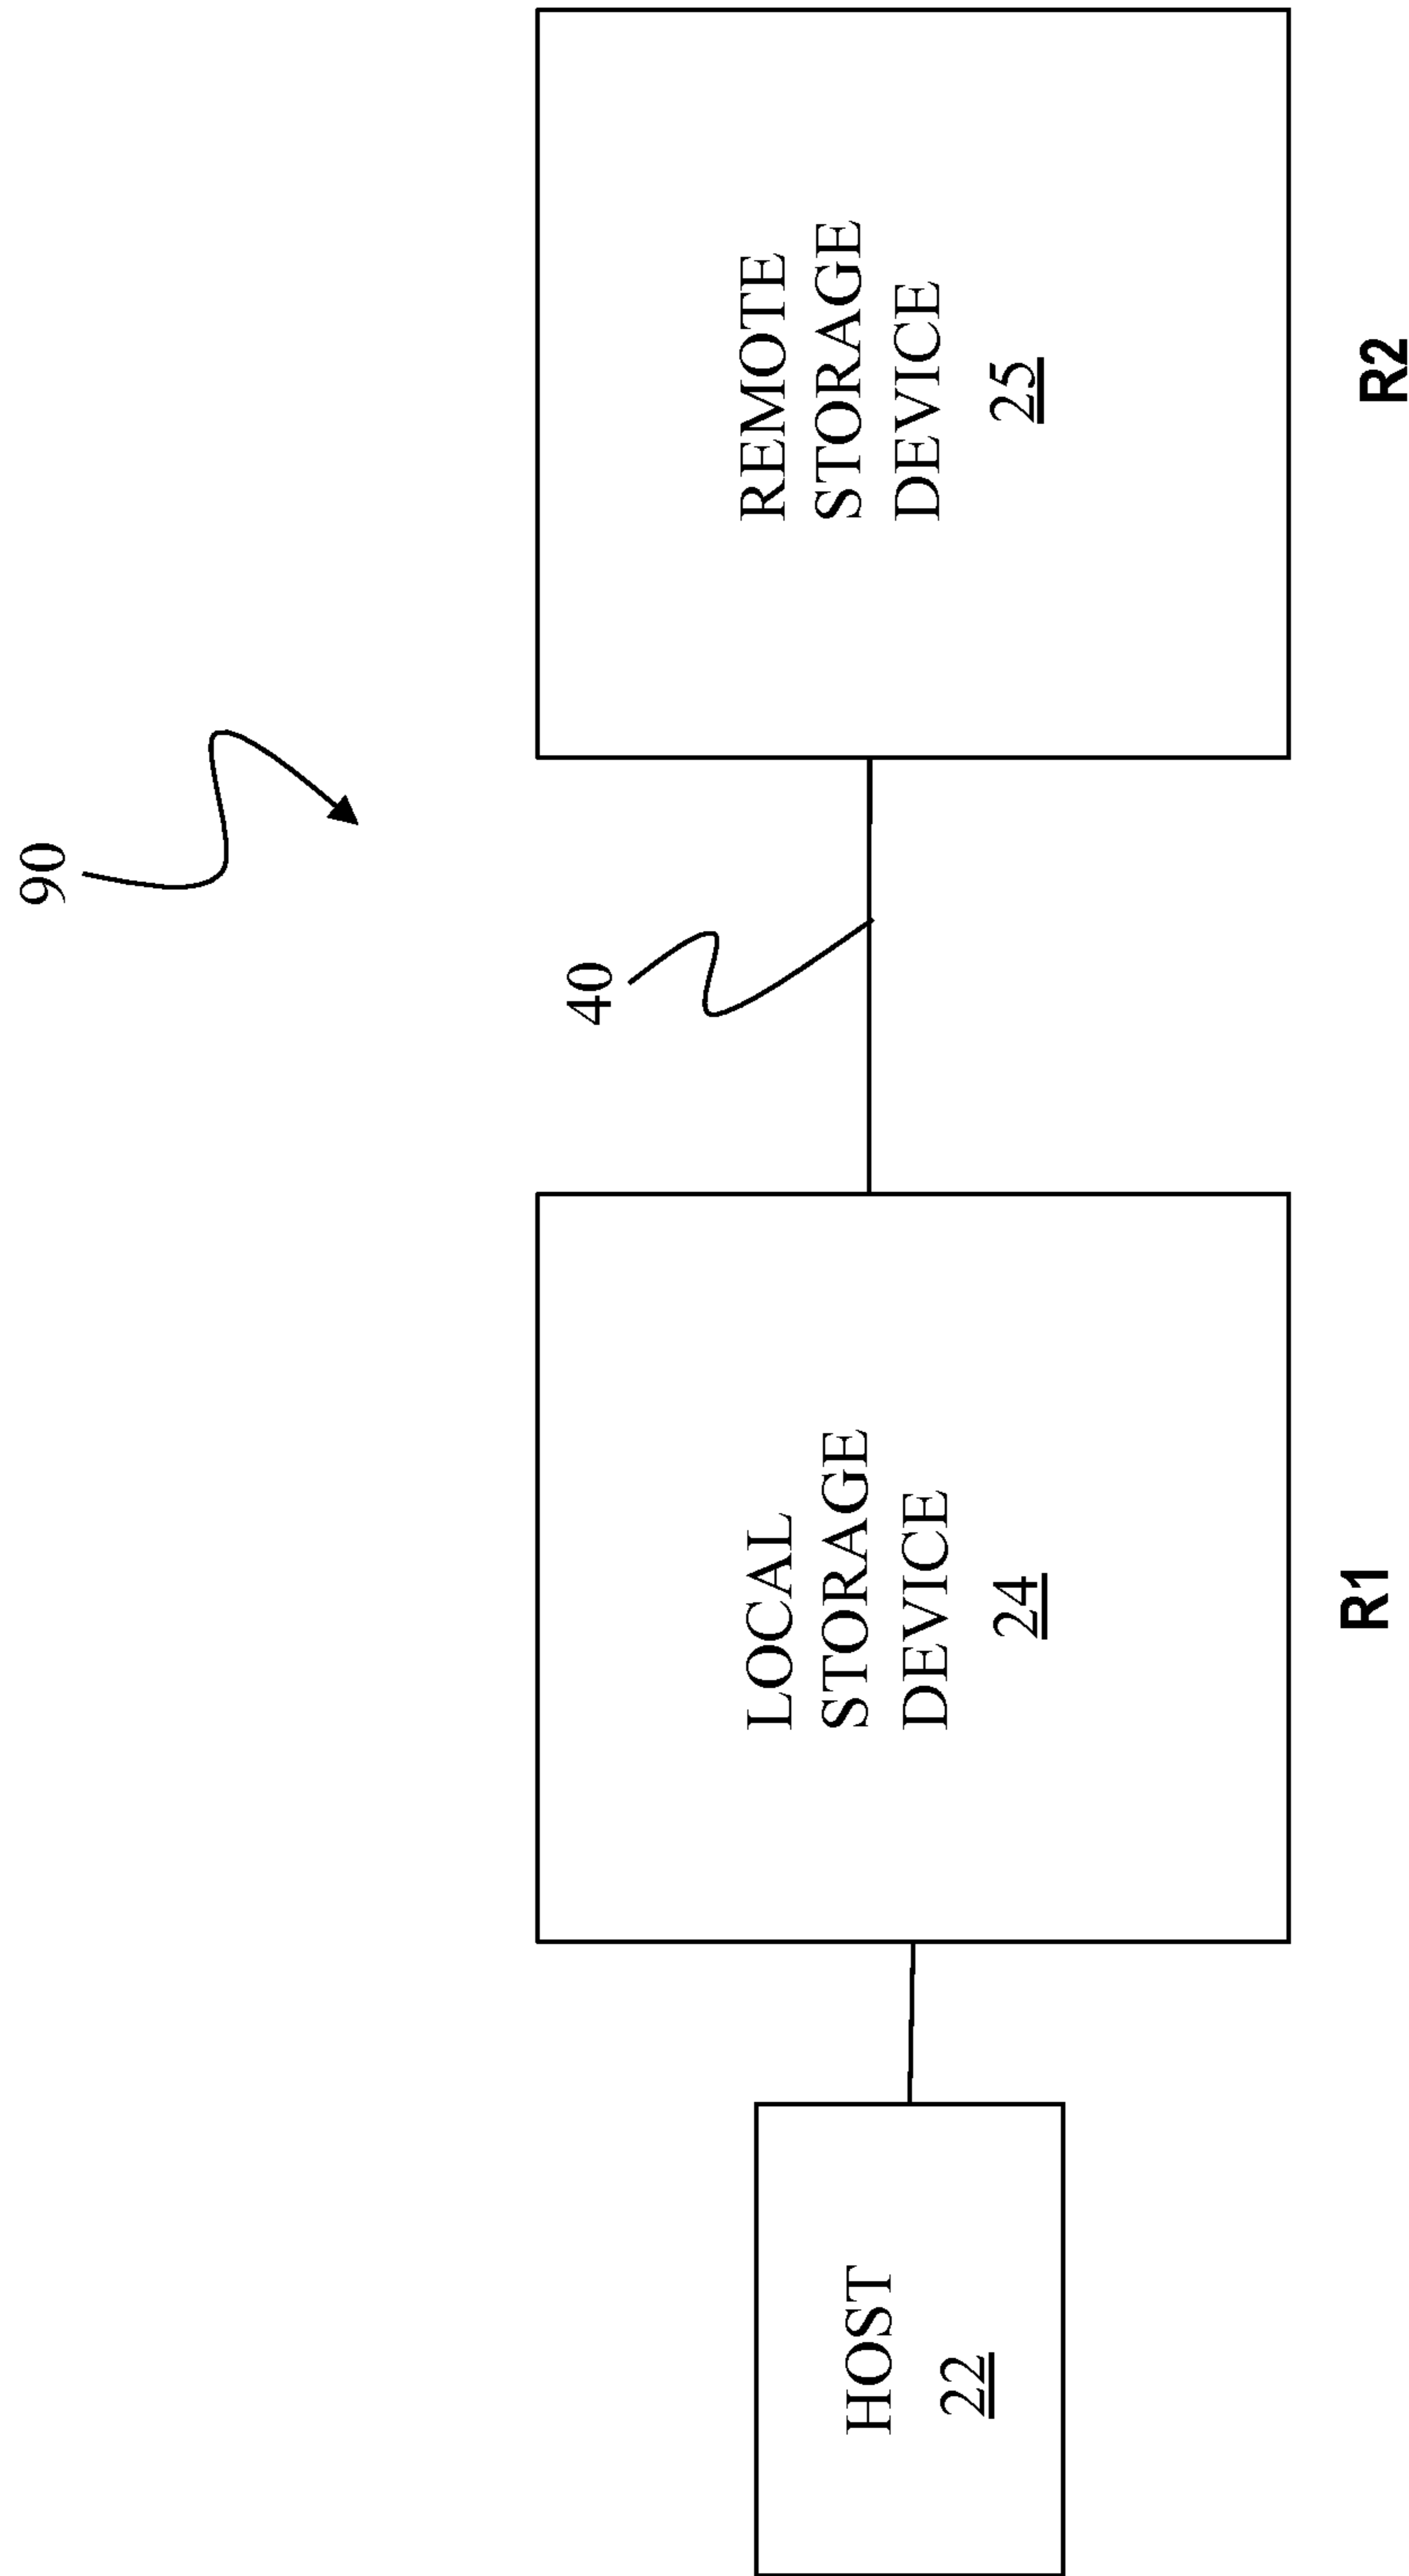 90
40
HOST
22
LOCAL
STORAGE
DEVICE
24
REMOTE
STORAGE
DEVICE
25
R1
R2